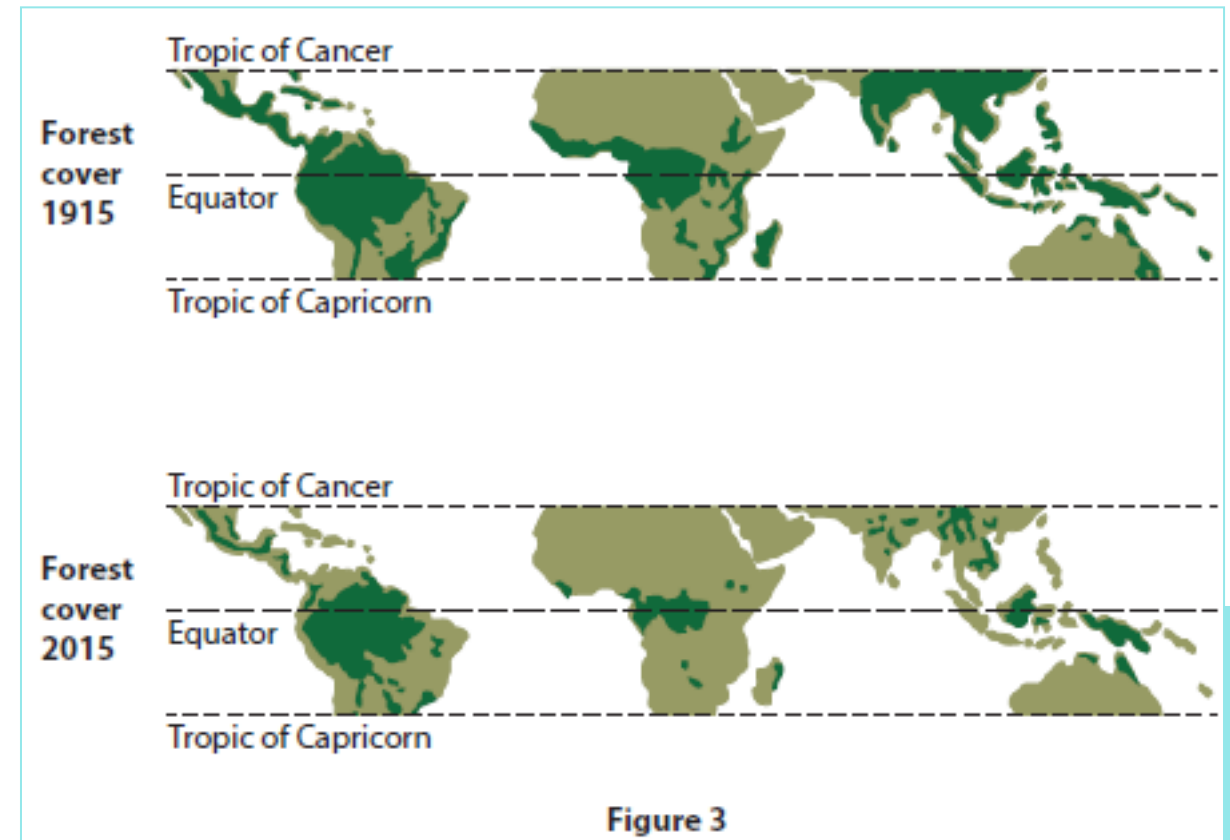 Tropic of Cancer
Forest
cover
1915
Equator
Tropic of Capricorn
Tropic of Cancer
Forest
cover
2015
Equator
Tropic of Capricorn
Figure 3